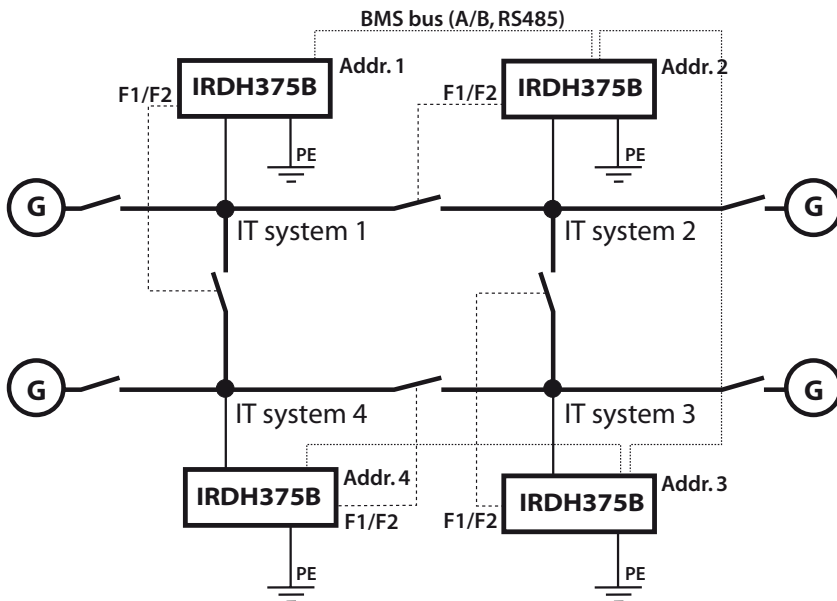 BMS bus (A/B, RS485)
IRDH375B
Addr. 1
IRDH375B
Addr. 2
F1/F2
F1/F2
PE
PE
G
G
IT system 1
IT system 2
G
G
IT system 4
IT system 3
IRDH375B
Addr. 4
IRDH375B
Addr. 3
F1/F2
F1/F2
PE
PE